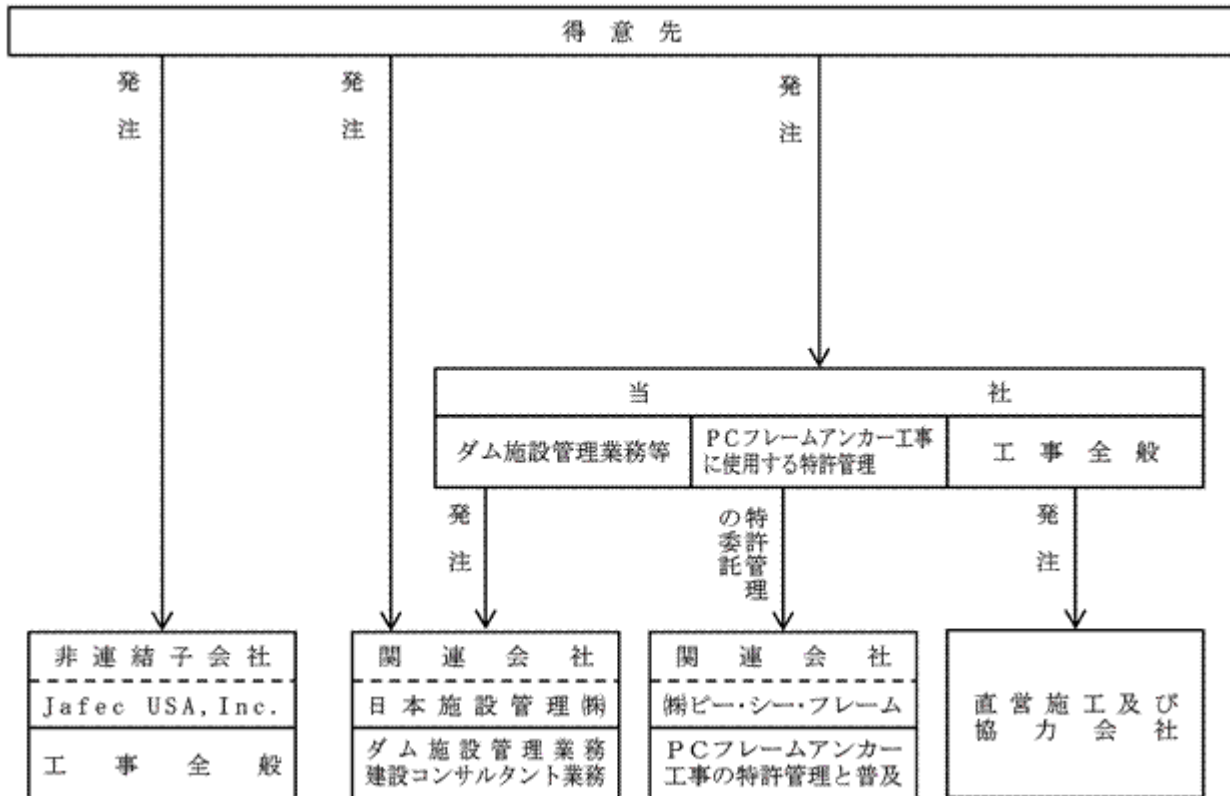 得意先
発注
発注
発注
当社
ダム施設管理業務等
PCフレームアンカー工事
に使用する特許管理
工事全般
発注
特許管理
の委託
発注
非連結子会社
Jafec USA,Inc.
工事全般
関連会社
日本施設管理㈱
ダム施設管理業務
建設コンサルタント業務
関連会社
㈱ピー・シー・フレーム
PCフレームアンカー
工事の特許管理と普及
直営施工及び
協力会社